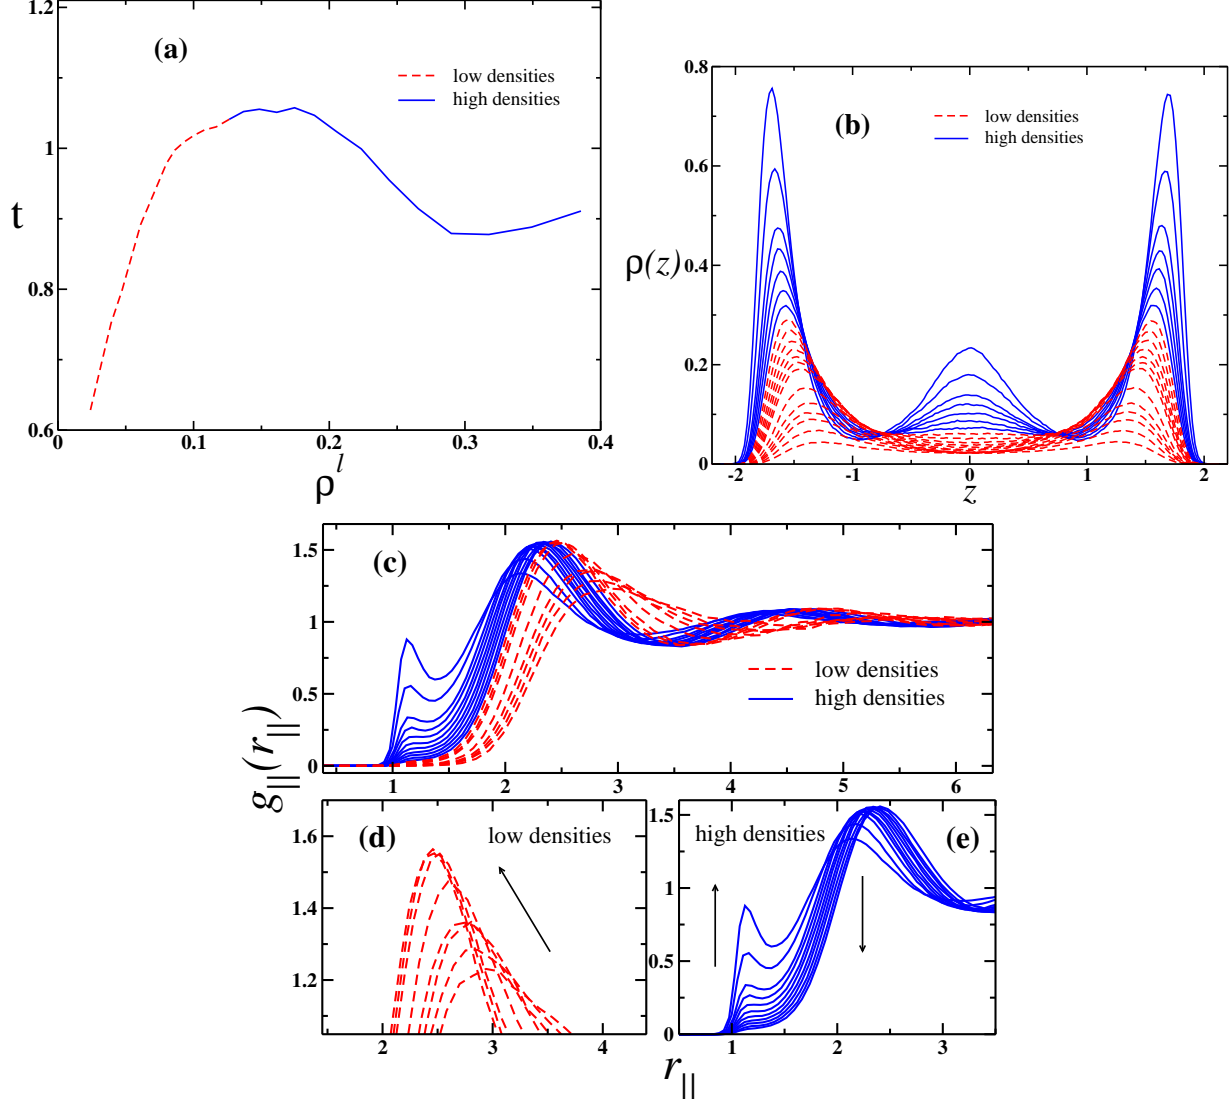 1.2
(a)
low densities
high densities
1
t
0.8
0.6
0
0.1
0.2
0.3
0.4
ρˡ
0.8
(b)
low densities
high densities
0.6
ρ(z)
0.4
0.2
0
-2
-1
0
1
2
z
1.5
(c)
1
low densities
0.5
high densities
0
1
2
3
4
5
6
g||(r||)
1.6
(d)
low densities
1.4
1.2
2
3
4
1.5
high densities
(e)
1
0.5
0
1
2
3
r||